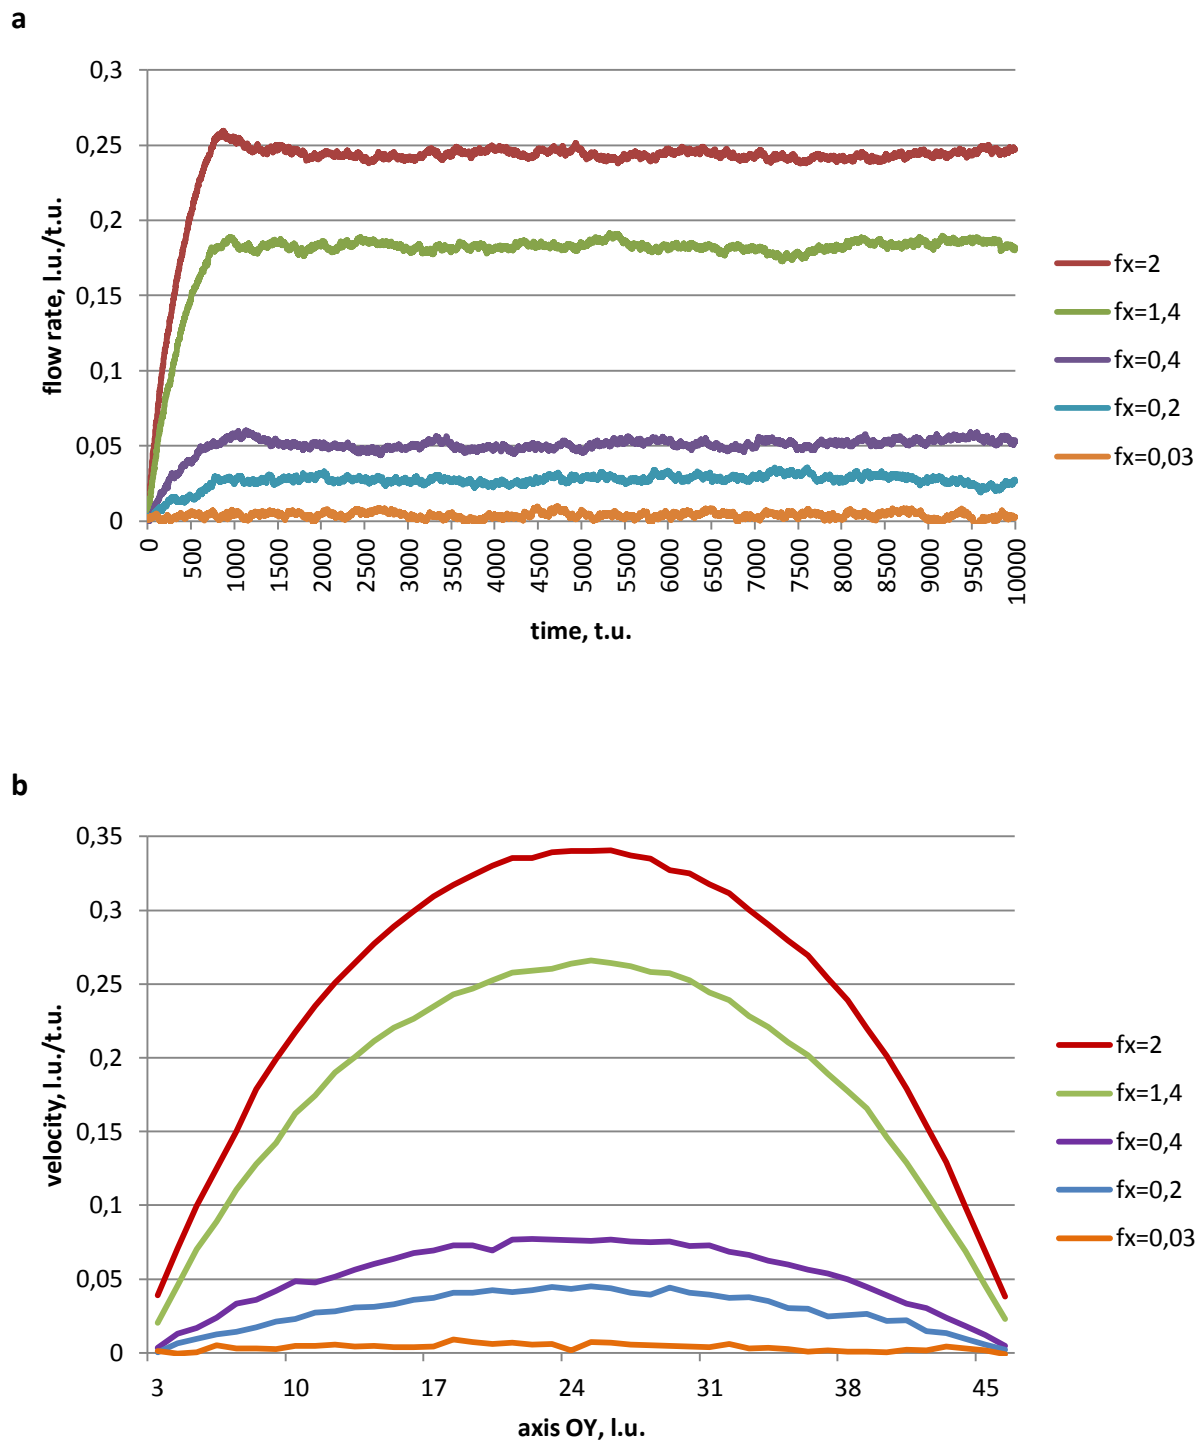 a
0,3
0,25
0,2
0,15
0,1
0,05
0
flow rate, l.u./t.u.
0 500 1000 1500 2000 2500 3000 3500 4000 4500 5000 5500 6000 6500 7000 7500 8000 8500 9000 9500 10000
time, t.u.
fx=2
fx=1,4
fx=0,4
fx=0,2
fx=0,03
b
0,35
0,3
0,25
0,2
0,15
0,1
0,05
0
velocity, l.u./t.u.
3 10 17 24 31 38 45
axis OY, l.u.
fx=2
fx=1,4
fx=0,4
fx=0,2
fx=0,03